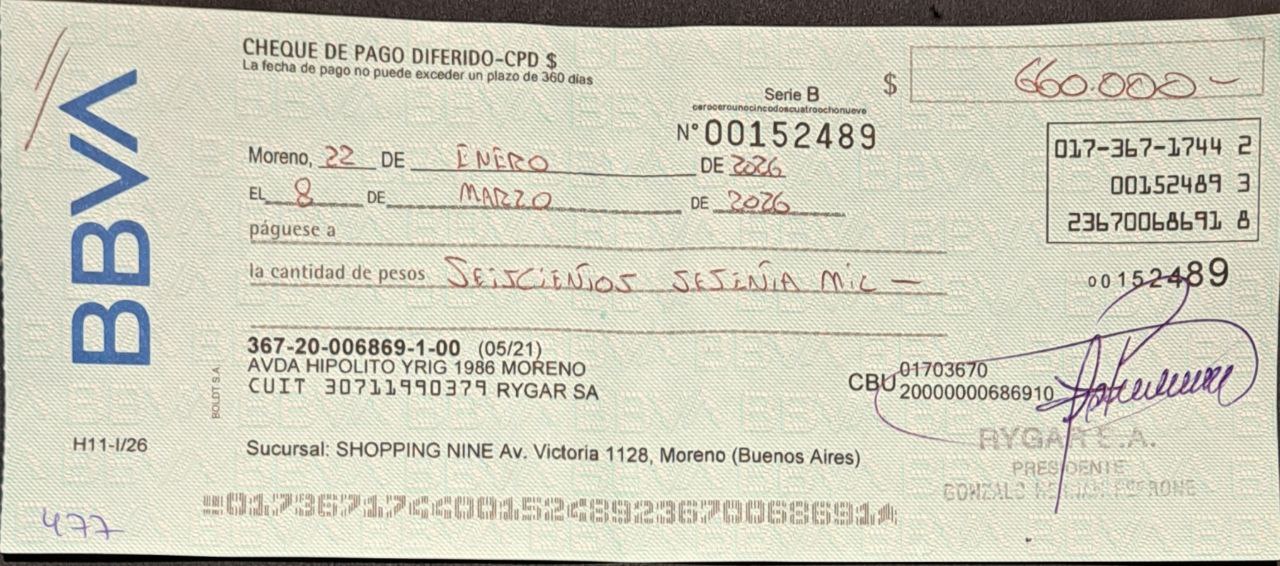 BBVA
CHEQUE DE PAGO DIFERIDO-CPD $
La fecha de pago no puede exceder un plazo de 360 días
$ 660.000-
Serie B
cerocerounocincodoscuatroochonueve
N° 00152489
Moreno, 22 DE ENERO DE 2026
EL 8 DE MARZO DE 2026
017-367-1744 2
00152489 3
23670068691 8
páguese a
la cantidad de pesos SEISCIENTOS SESENTA MIL —
00152489
367-20-006869-1-00 (05/21)
AVDA HIPOLITO YRIG 1986 MORENO
CUIT 30711990379 RYGAR SA
BOLDT S.A.
CBU 01703670
20000000686910
RYGAR S.A.
PRESIDENTE
GONZALO
H11-I/26
Sucursal: SHOPPING NINE Av. Victoria 1128, Moreno (Buenos Aires)
01736717440015248923670068691
477